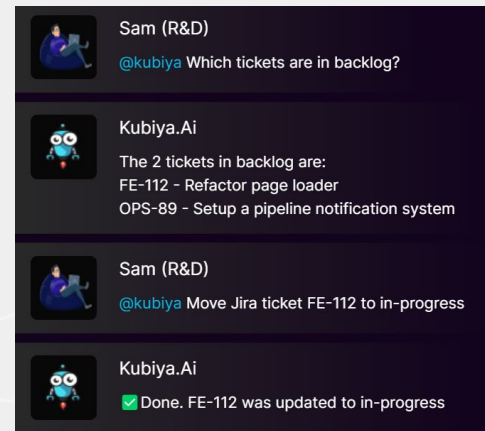 Sam (R&D)
@kubiya Which tickets are in backlog?
Kubiya.Ai
The 2 tickets in backlog are:
FE-112 - Refactor page loader
OPS-89 - Setup a pipeline notification system
Sam (R&D)
@kubiya Move Jira ticket FE-112 to in-progress
Kubiya.Ai
✅Done. FE-112 was updated to in-progress